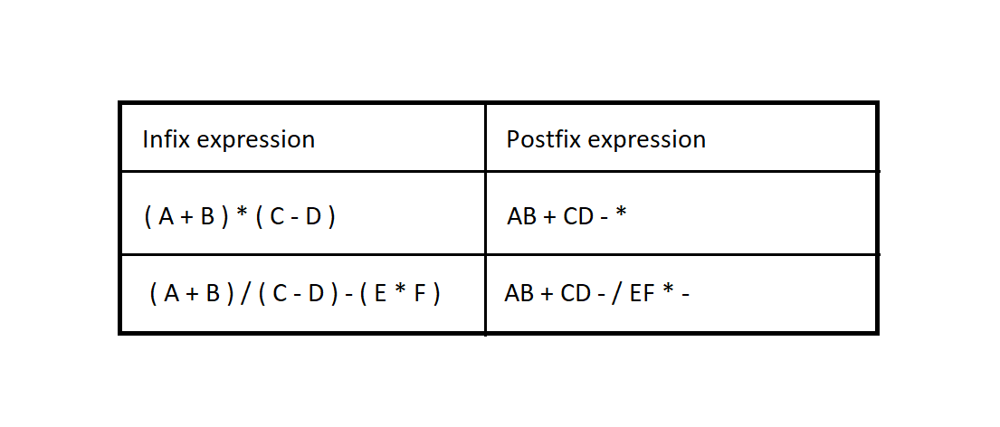 Infix expression Postfix expression
( A + B ) * ( C - D ) AB + CD - *
( A + B ) / ( C - D ) - ( E * F ) AB + CD - / EF * -